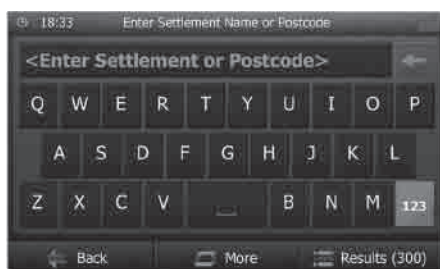 18:33 Enter Settlement Name or Postcode
<Enter Settlement or Postcode>
Q W E R T Y U I O P
A S D F G H J K L
Z X C V B N M 123
Back More Results (300)